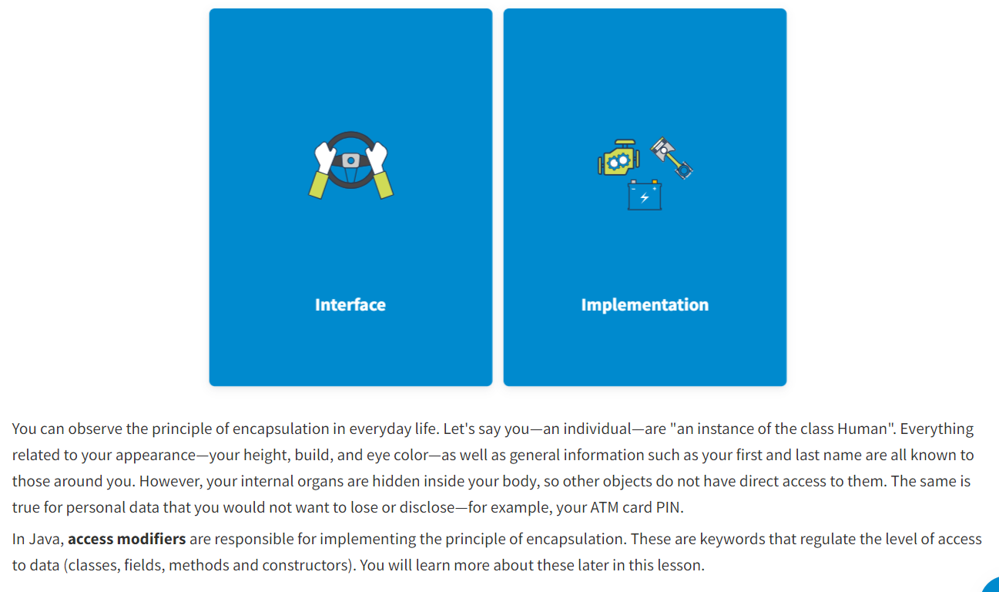 Interface
Implementation
You can observe the principle of encapsulation in everyday life. Let's say you—an individual—are "an instance of the class Human". Everything
related to your appearance—your height, build, and eye color—as well as general information such as your first and last name are all known to
those around you. However, your internal organs are hidden inside your body, so other objects do not have direct access to them. The same is
true for personal data that you would not want to lose or disclose—for example, your ATM card PIN.
In Java, access modifiers are responsible for implementing the principle of encapsulation. These are keywords that regulate the level of access
to data (classes, fields, methods and constructors). You will learn more about these later in this lesson.